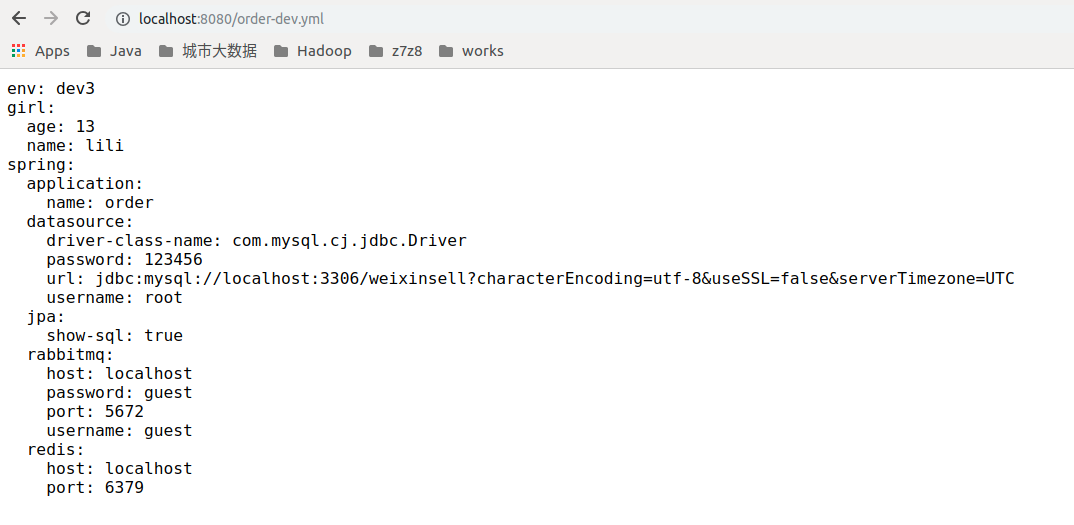 localhost:8080/order-dev.yml
Apps Java 城市大数据 Hadoop z7z8 works
env: dev3
girl:
  age: 13
  name: lili
spring:
  application:
    name: order
  datasource:
    driver-class-name: com.mysql.cj.jdbc.Driver
    password: 123456
    url: jdbc:mysql://localhost:3306/weixinsell?characterEncoding=utf-8&useSSL=false&serverTimezone=UTC
    username: root
  jpa:
    show-sql: true
  rabbitmq:
    host: localhost
    password: guest
    port: 5672
    username: guest
  redis:
    host: localhost
    port: 6379